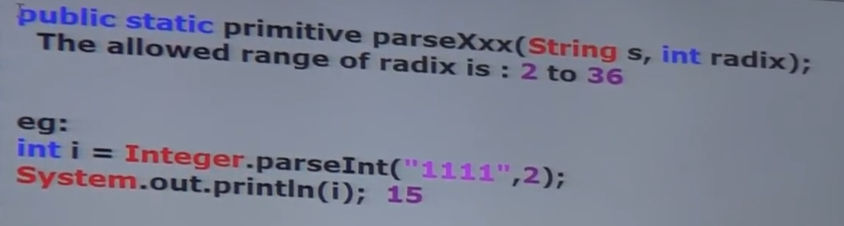 public static primitive parseXxx(String s, int radix);
The allowed range of radix is : 2 to 36
eg:
int i = Integer.parseInt("1111",2);
System.out.println(i); 15